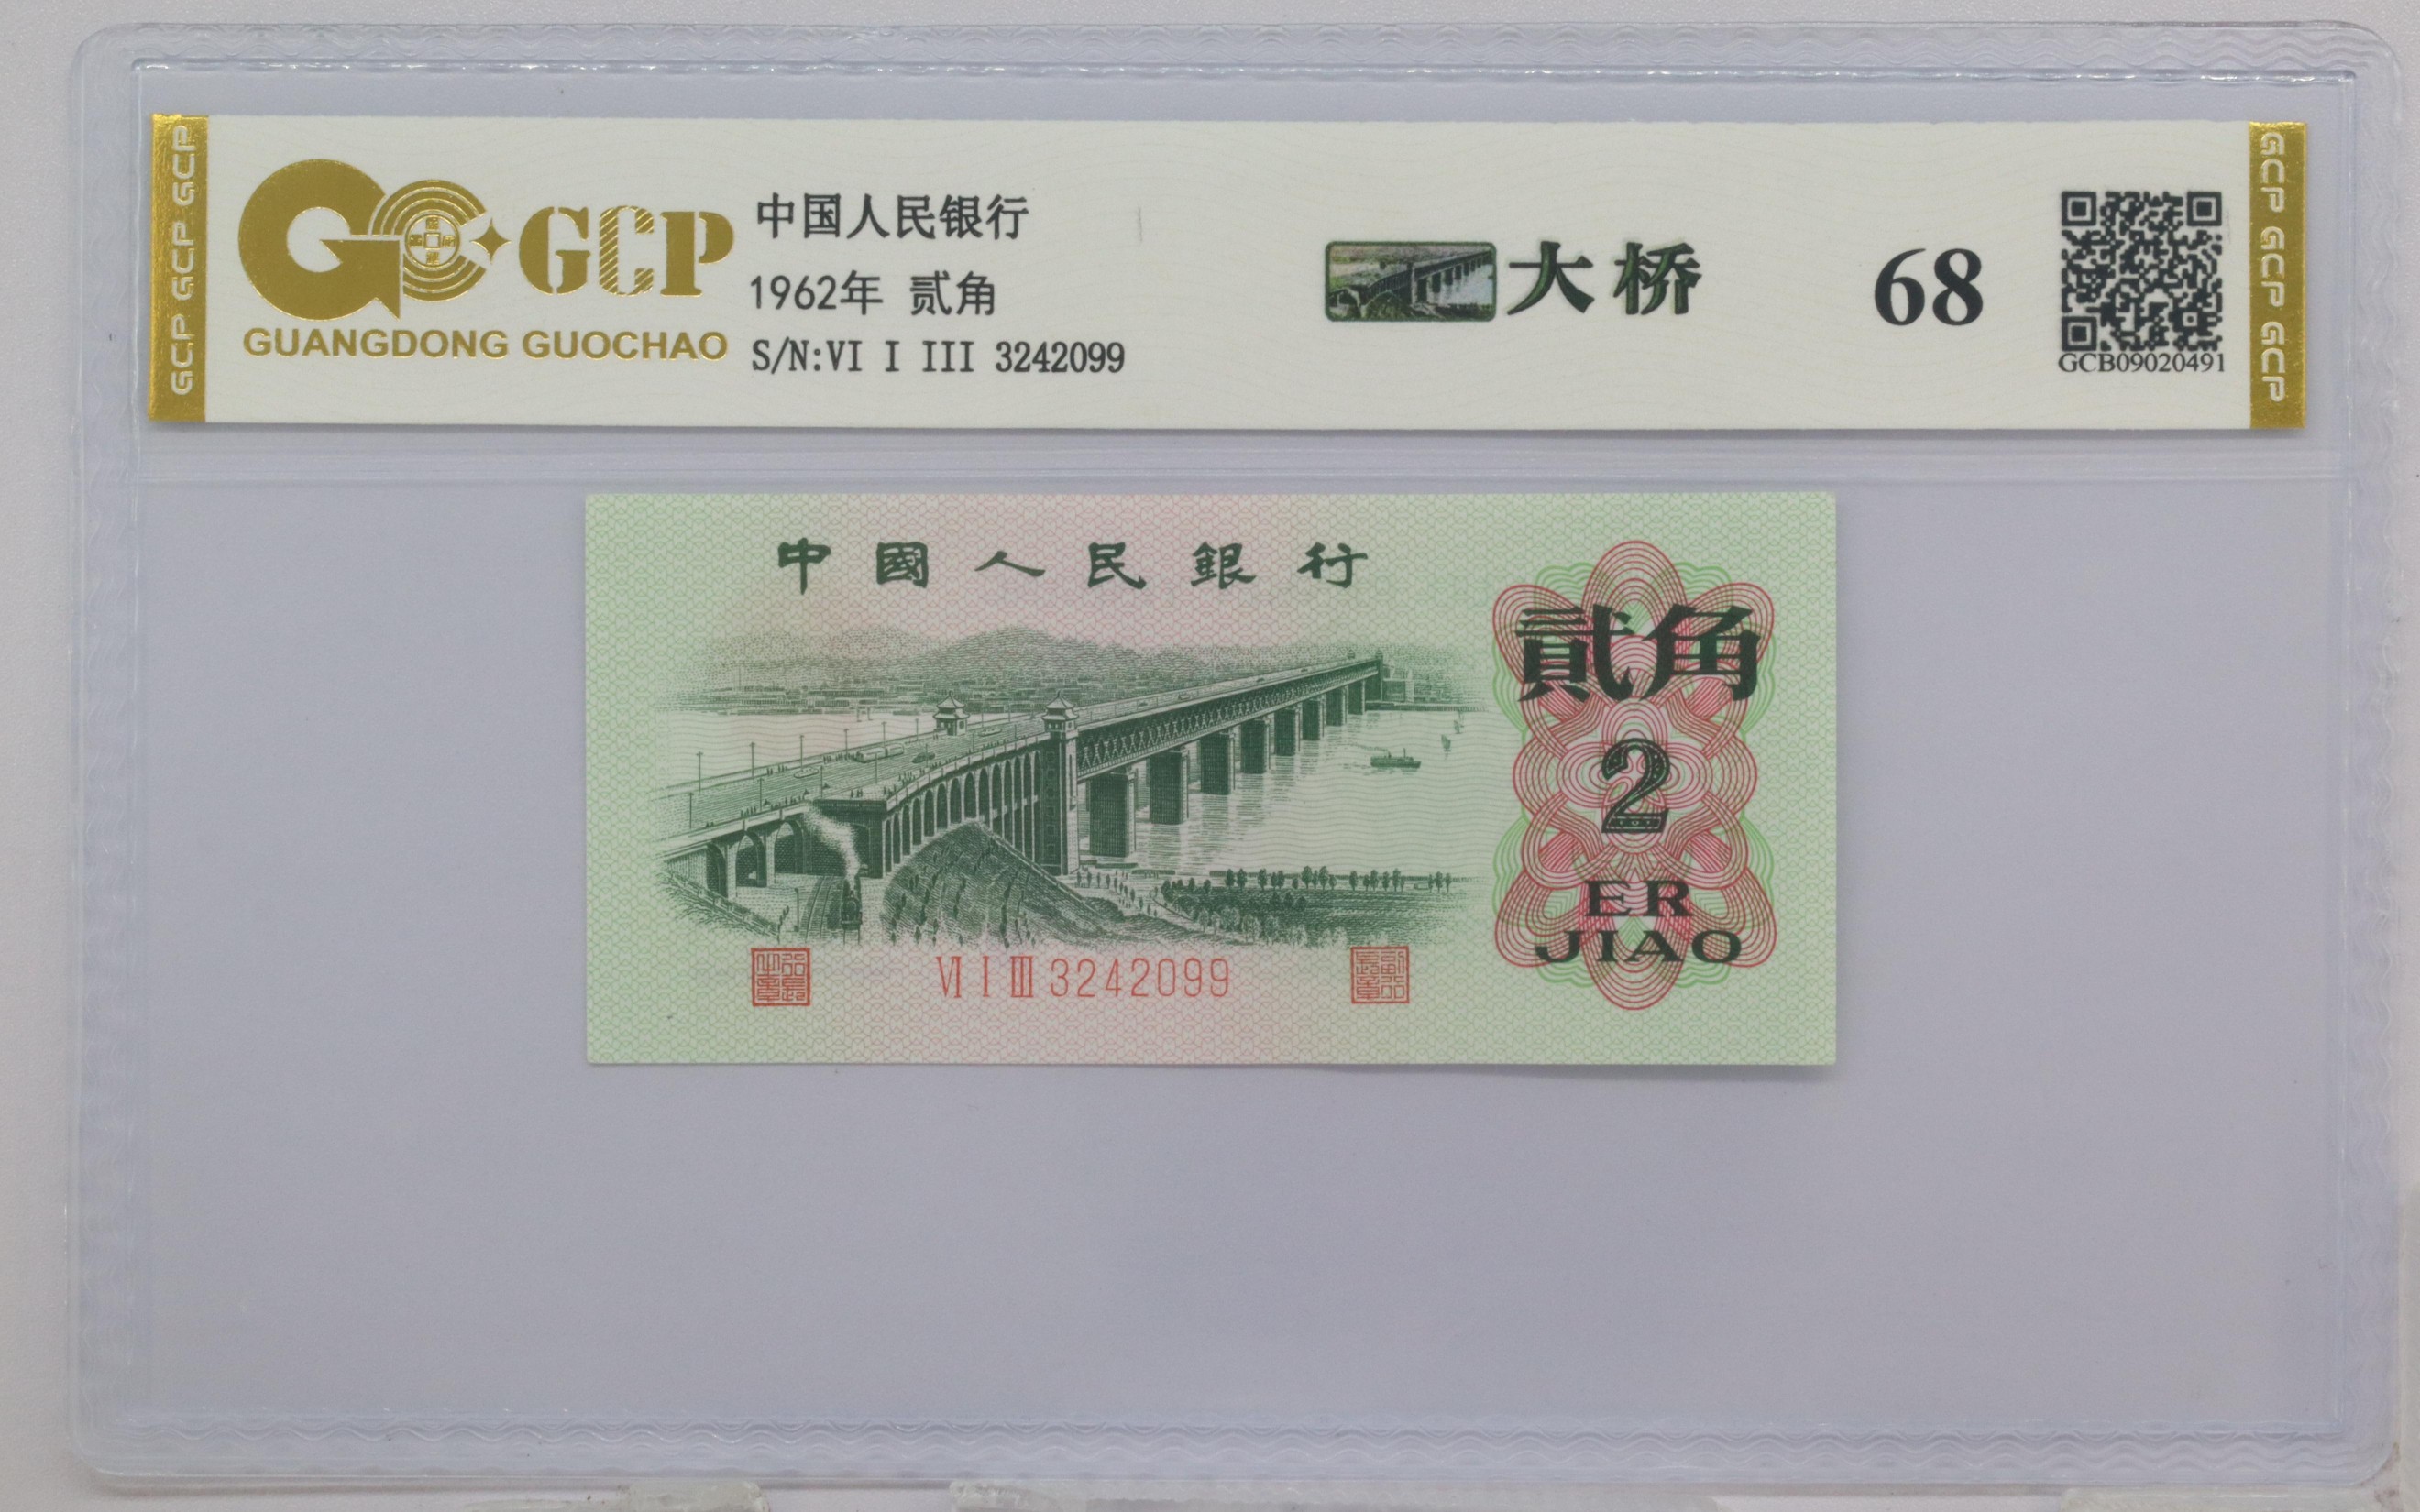 GCP GCP GCP
GCP
GUANGDONG GUOCHAO
中国人民银行
1962年 贰角
S/N:VI I III 3242099
大桥
68
GCB09020491
GCP GCP GCP
中國人民銀行
貳角
2
ER
JIAO
VI I III 3242099